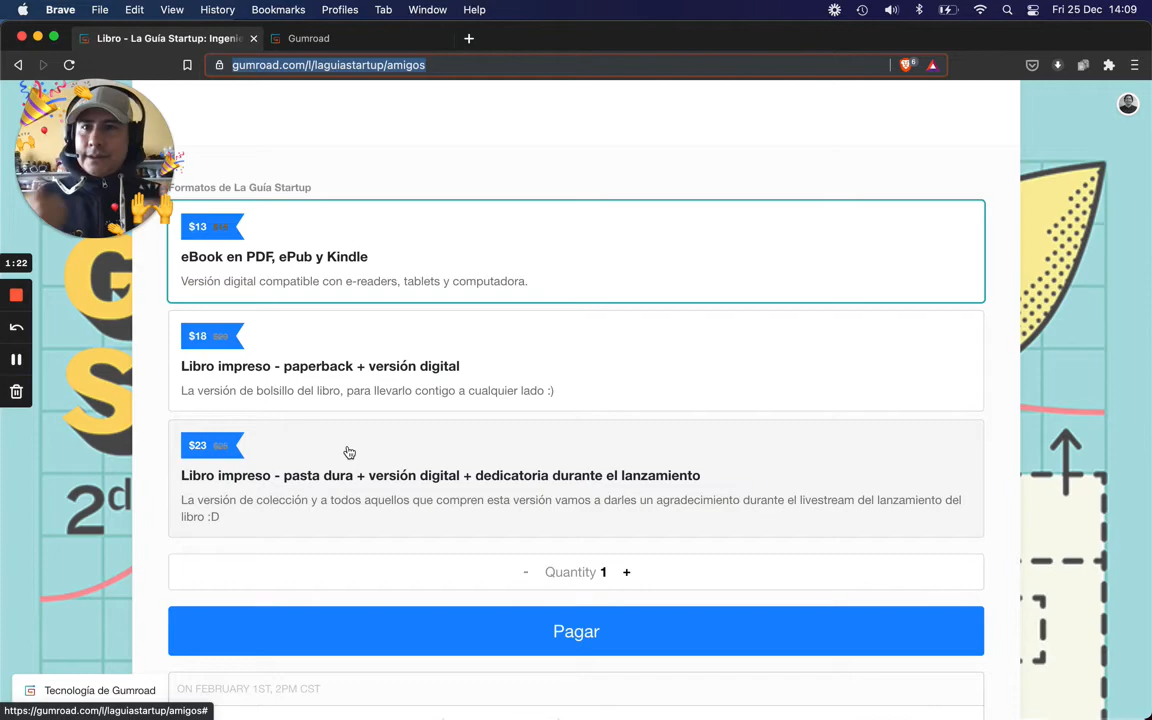 Brave File Edit View History Bookmarks Profiles Tab Window Help Fri 25 Dec 14:09
Libro - La Guía Startup: Ingenie Gumroad
gumroad.com/l/laguiastartup/amigos 6
Formatos de La Guía Startup
$13
eBook en PDF, ePub y Kindle
Versión digital compatible con e-readers, tablets y computadora.
1:22
$18
Libro impreso - paperback + versión digital
La versión de bolsillo del libro, para llevarlo contigo a cualquier lado :)
$23
Libro impreso - pasta dura + versión digital + dedicatoria durante el lanzamiento
La versión de colección y a todos aquellos que compren esta versión vamos a darles un agradecimiento durante el livestream del lanzamiento del
libro :D
G
S
2d
- Quantity 1 +
Pagar
ON FEBRUARY 1ST, 2PM CST
Tecnología de Gumroad
https://gumroad.com/l/laguiastartup/amigos#